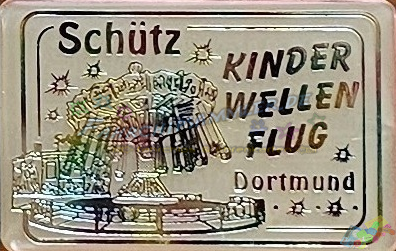 Schütz
KINDER
WELLEN
FLUG
Dortmund